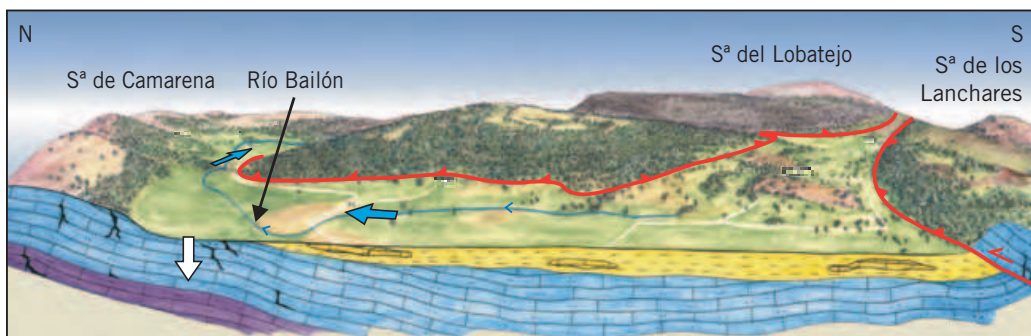 N
S
Sª de Camarena
Río Bailón
Sª del Lobatejo
Sª de los
Lanchares